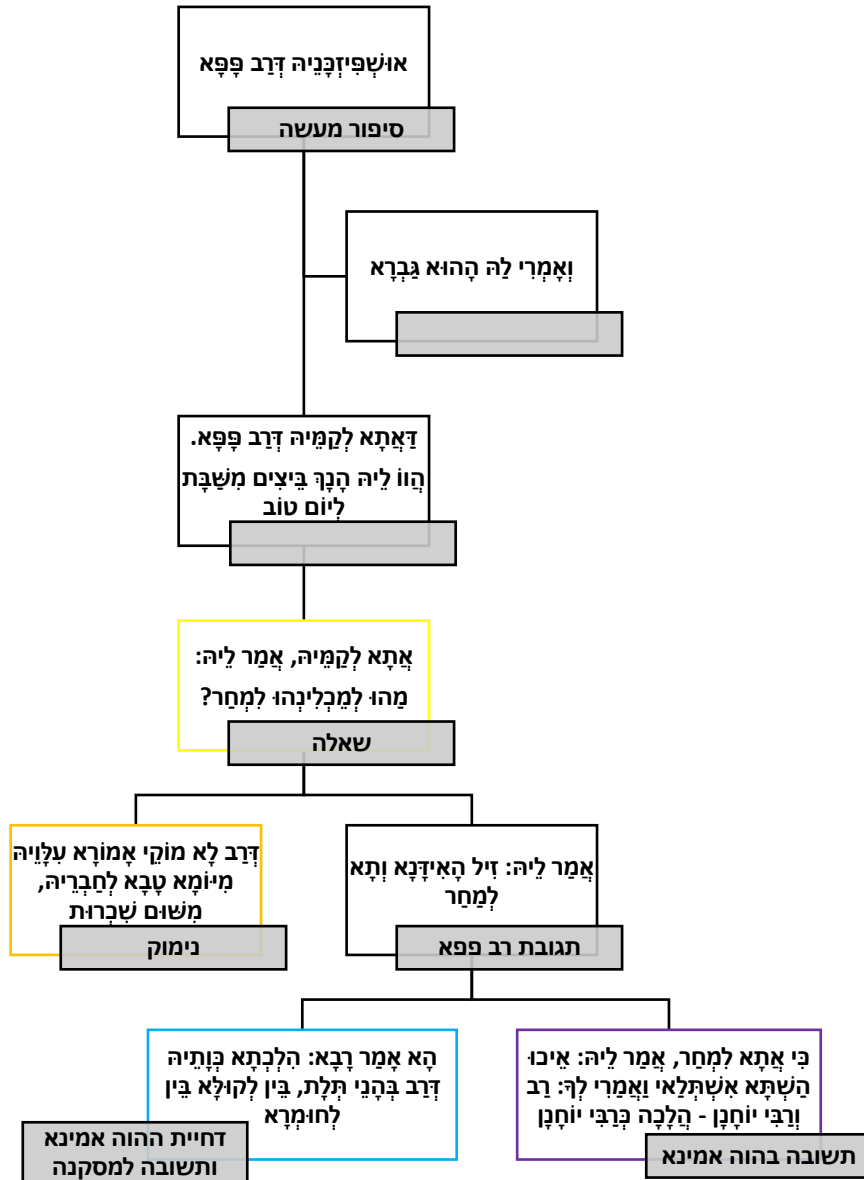 אוּשְׁפִּיזְכָּנֵיהּ דְּרַב פָּפָּא
סיפור מעשה
וְאָמְרִי לַהּ הָהוּא גַּבְרָא
דַּאֲתָא לְקַמֵּיהּ דְּרַב פָּפָּא.
הֲווֹ לֵיהּ הָנָךְ בֵּיצִים מִשַּׁבָּת
לְיוֹם טוֹב
אֲתָא לְקַמֵּיהּ, אֲמַר לֵיהּ:
מַהוּ לְמֵכְלִינְהוּ לִמְחַר?
שאלה
אֲמַר לֵיהּ: זִיל הָאִידָּנָא וְתָא
לְמַחַר
תגובת רב פפא
דְּרַב לָא מוֹקֵי אָמוֹרָא עִלָּוֵיהּ
מִיּוֹמָא טָבָא לְחַבְרֵיהּ,
מִשּׁוּם שִׁכְרוּת
נימוק
כִּי אֲתָא לִמְחַר, אֲמַר לֵיהּ: אֵיכוּ
הַשְׁתָּא אִשְׁתְּלַאי וַאֲמַרִי לְךָ: רַב
וְרַבִּי יוֹחָנָן - הֲלָכָה כְּרַבִּי יוֹחָנָן
תשובה בהוה אמינא
הָא אָמַר רָבָא: הִלְכְתָא כְּוָתֵיהּ
דְּרַב בְּהָנֵי תְּלָת, בֵּין לְקוּלָּא בֵּין
לְחוּמְרָא
דחיית ההוה אמינא
ותשובה למסקנה